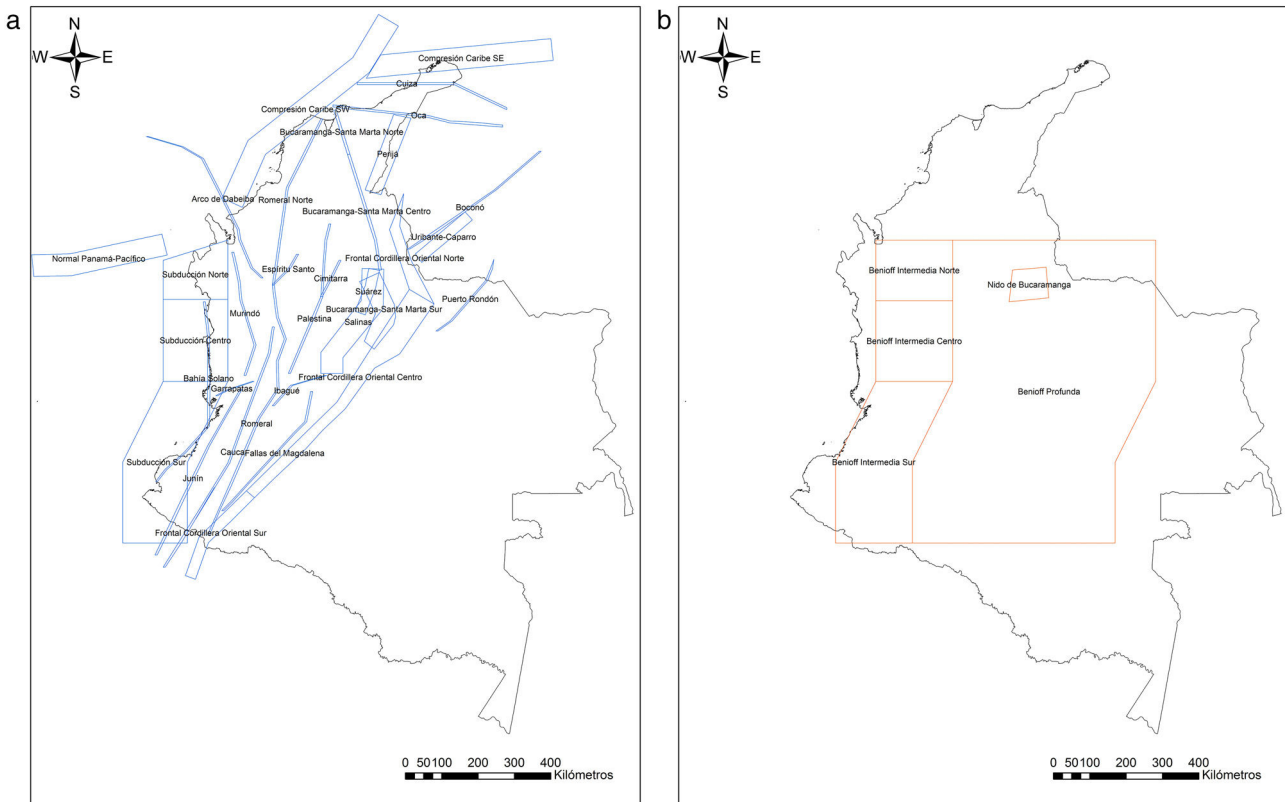 a
N
W E
S
Compresión Caribe SE
Cuiza
Compresión Caribe SW
Oca
Bucaramanga-Santa Marta Norte
Perijá
Arco de Dabeiba
Romeral Norte
Bucaramanga-Santa Marta Centro
Boconó
Uribante-Caparro
Normal Panamá-Pacífico
Frontal Cordillera Oriental Norte
Subducción Norte
Espíritu Santo
Cimitarra
Suárez
Puerto Rondón
Bucaramanga-Santa Marta Sur
Murindó
Palestina
Salinas
Subducción Centro
Bahía Solano
Frontal Cordillera Oriental Centro
Garrapatas
Ibagué
Romeral
Cauca
Fallas del Magdalena
Subducción Sur
Junín
Frontal Cordillera Oriental Sur
0 50 100 200 300 400
Kilómetros
b
N
W E
S
Benioff Intermedia Norte
Nido de Bucaramanga
Benioff Intermedia Centro
Benioff Profunda
Benioff Intermedia Sur
0 50 100 200 300 400
Kilómetros